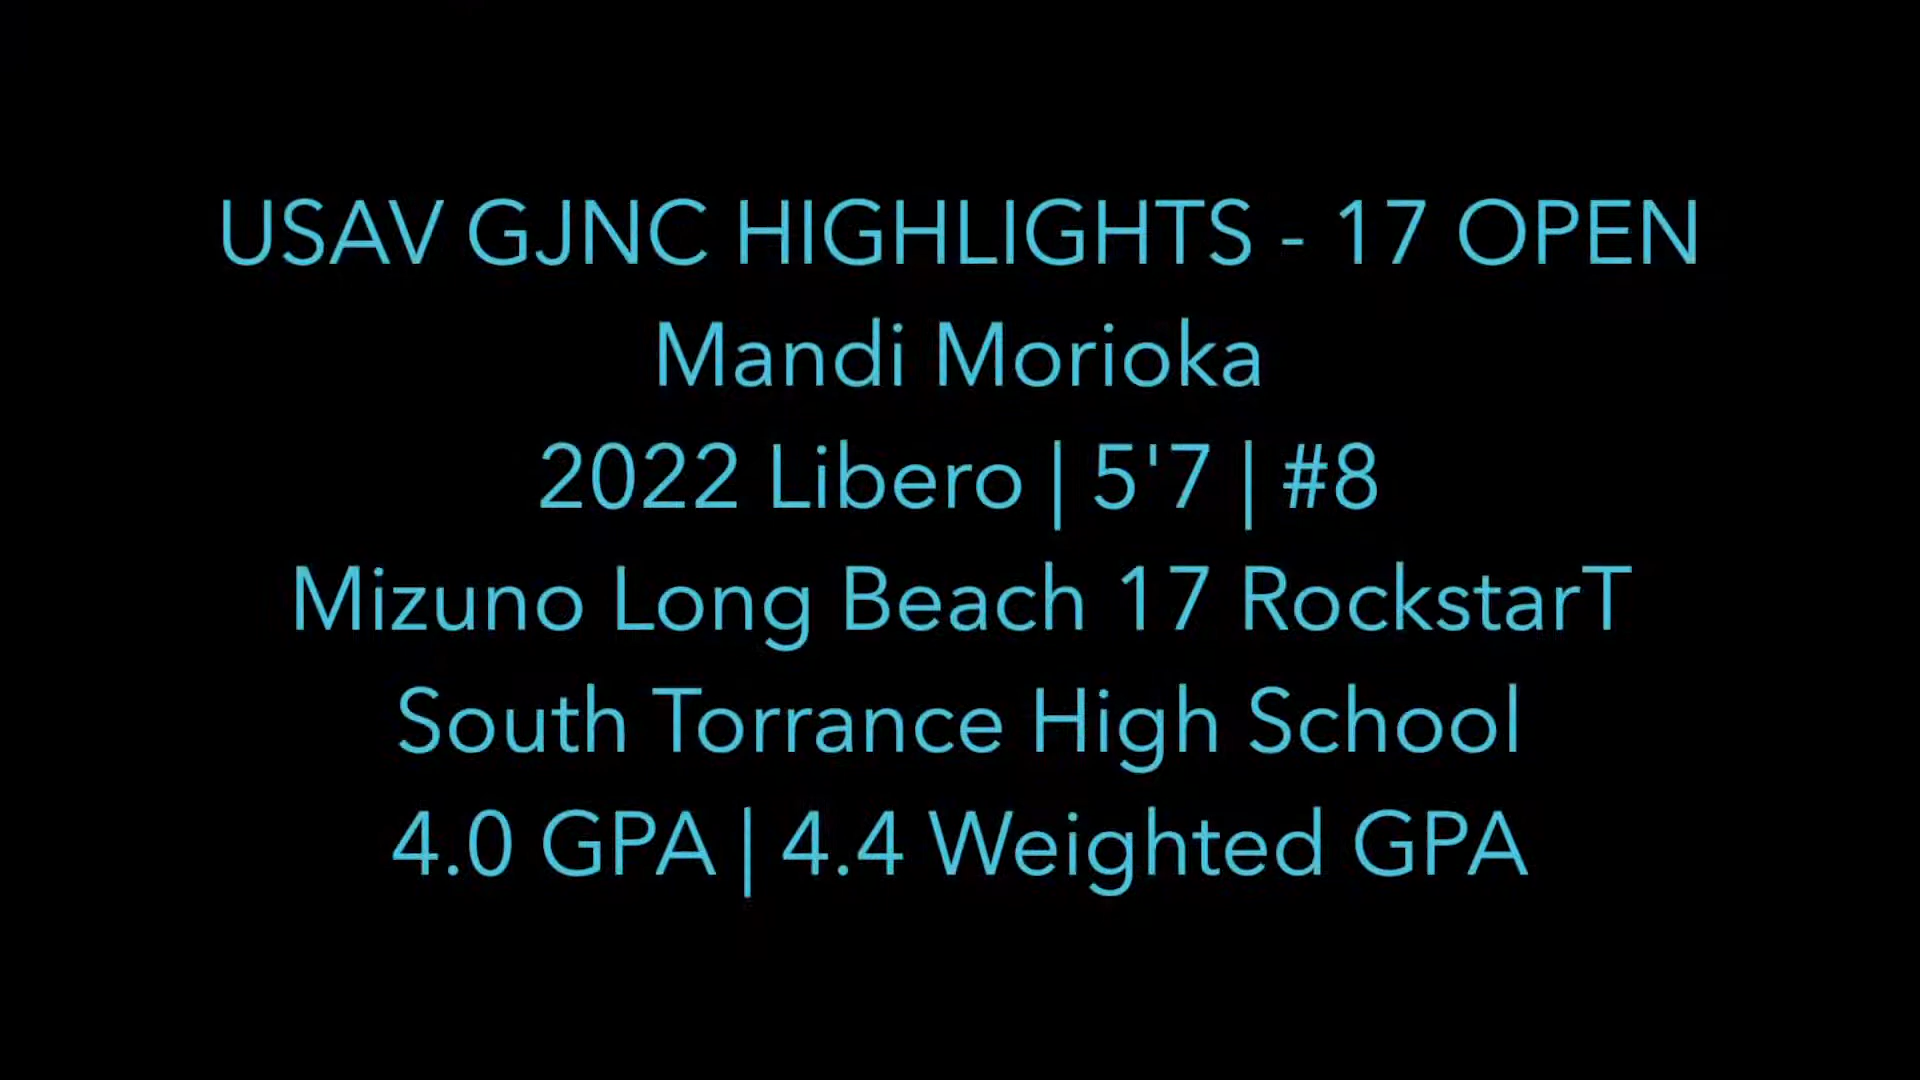 USAV GJNC HIGHLIGHTS - 17 OPEN
Mandi Morioka
2022 Libero | 5'7 | #8
Mizuno Long Beach 17 RockstarT
South Torrance High School
4.0 GPA | 4.4 Weighted GPA